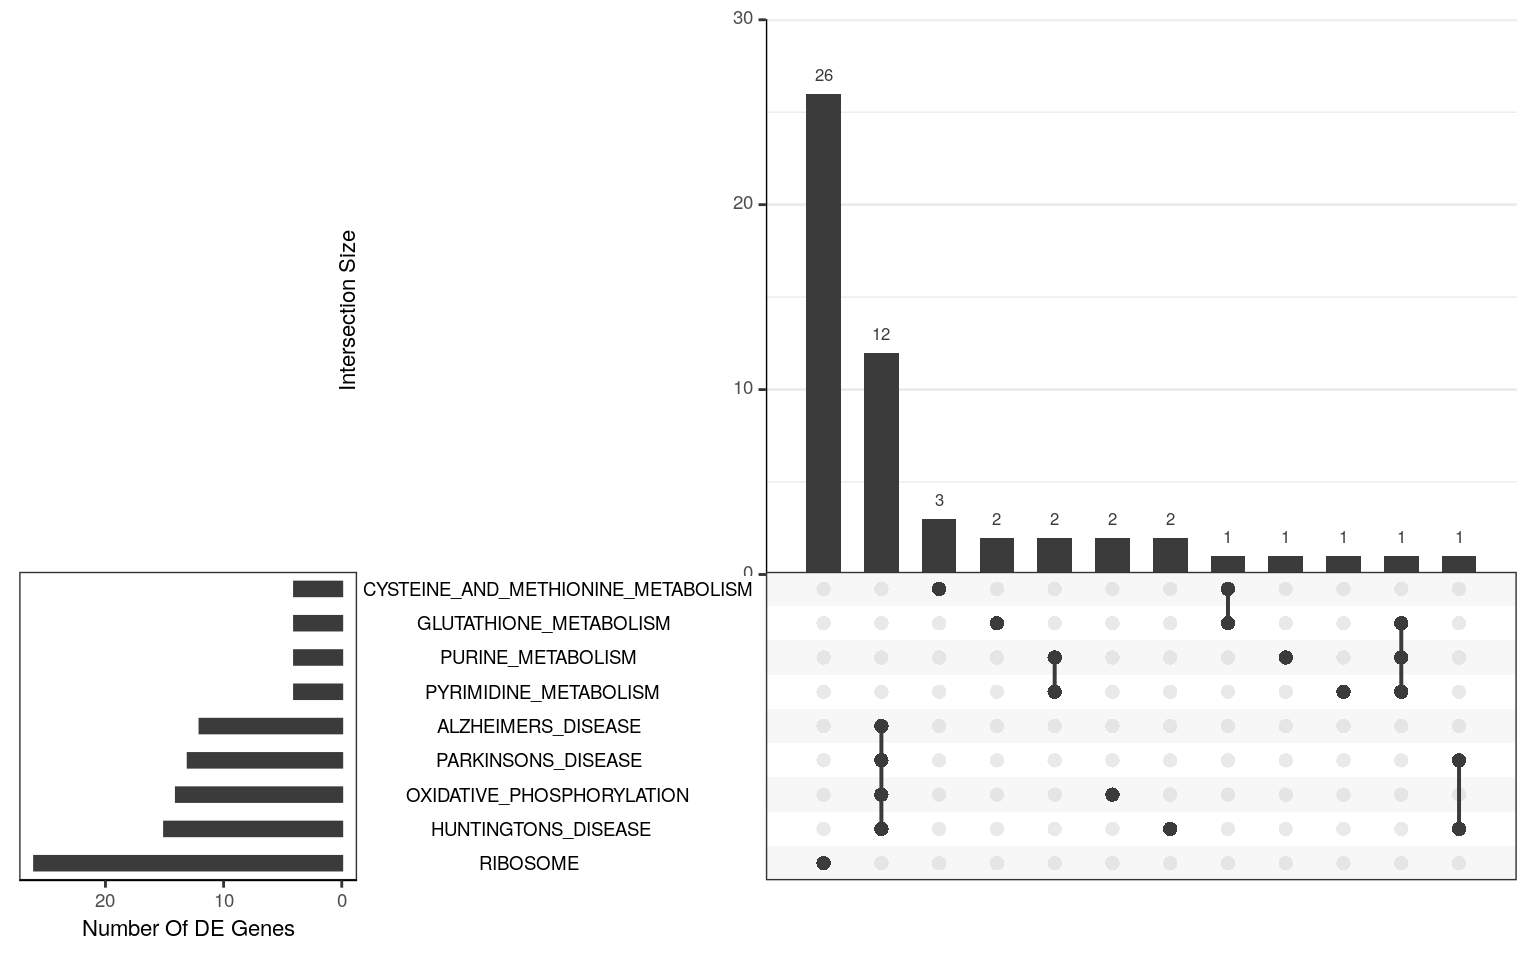 30
26
20
Intersection Size
12
10
3
2
2
2
2
1
1
1
1
1
0
CYSTEINE_AND_METHIONINE_METABOLISM
GLUTATHIONE_METABOLISM
PURINE_METABOLISM
PYRIMIDINE_METABOLISM
ALZHEIMERS_DISEASE
PARKINSONS_DISEASE
OXIDATIVE_PHOSPHORYLATION
HUNTINGTONS_DISEASE
RIBOSOME
20 10 0
Number Of DE Genes